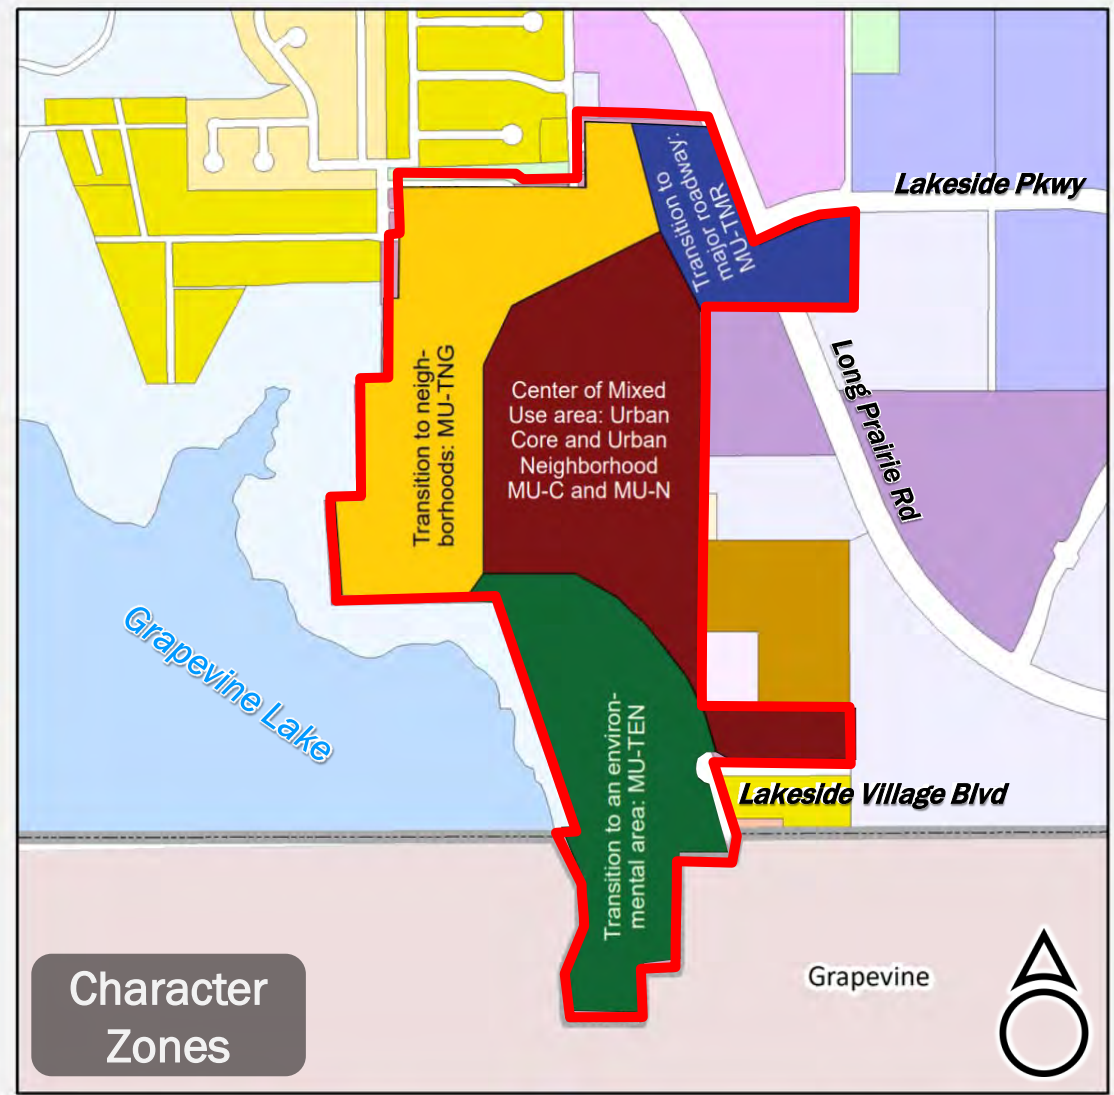 Lakeside Pkwy
Transition to
major roadway:
MU-TMR
Long Prairie Rd
Transition to neigh-
borhoods: MU-TNG
Center of Mixed
Use area: Urban
Core and Urban
Neighborhood
MU-C and MU-N
Grapevine Lake
Transition to an environ-
mental area: MU-TEN
Lakeside Village Blvd
Grapevine
Character
Zones